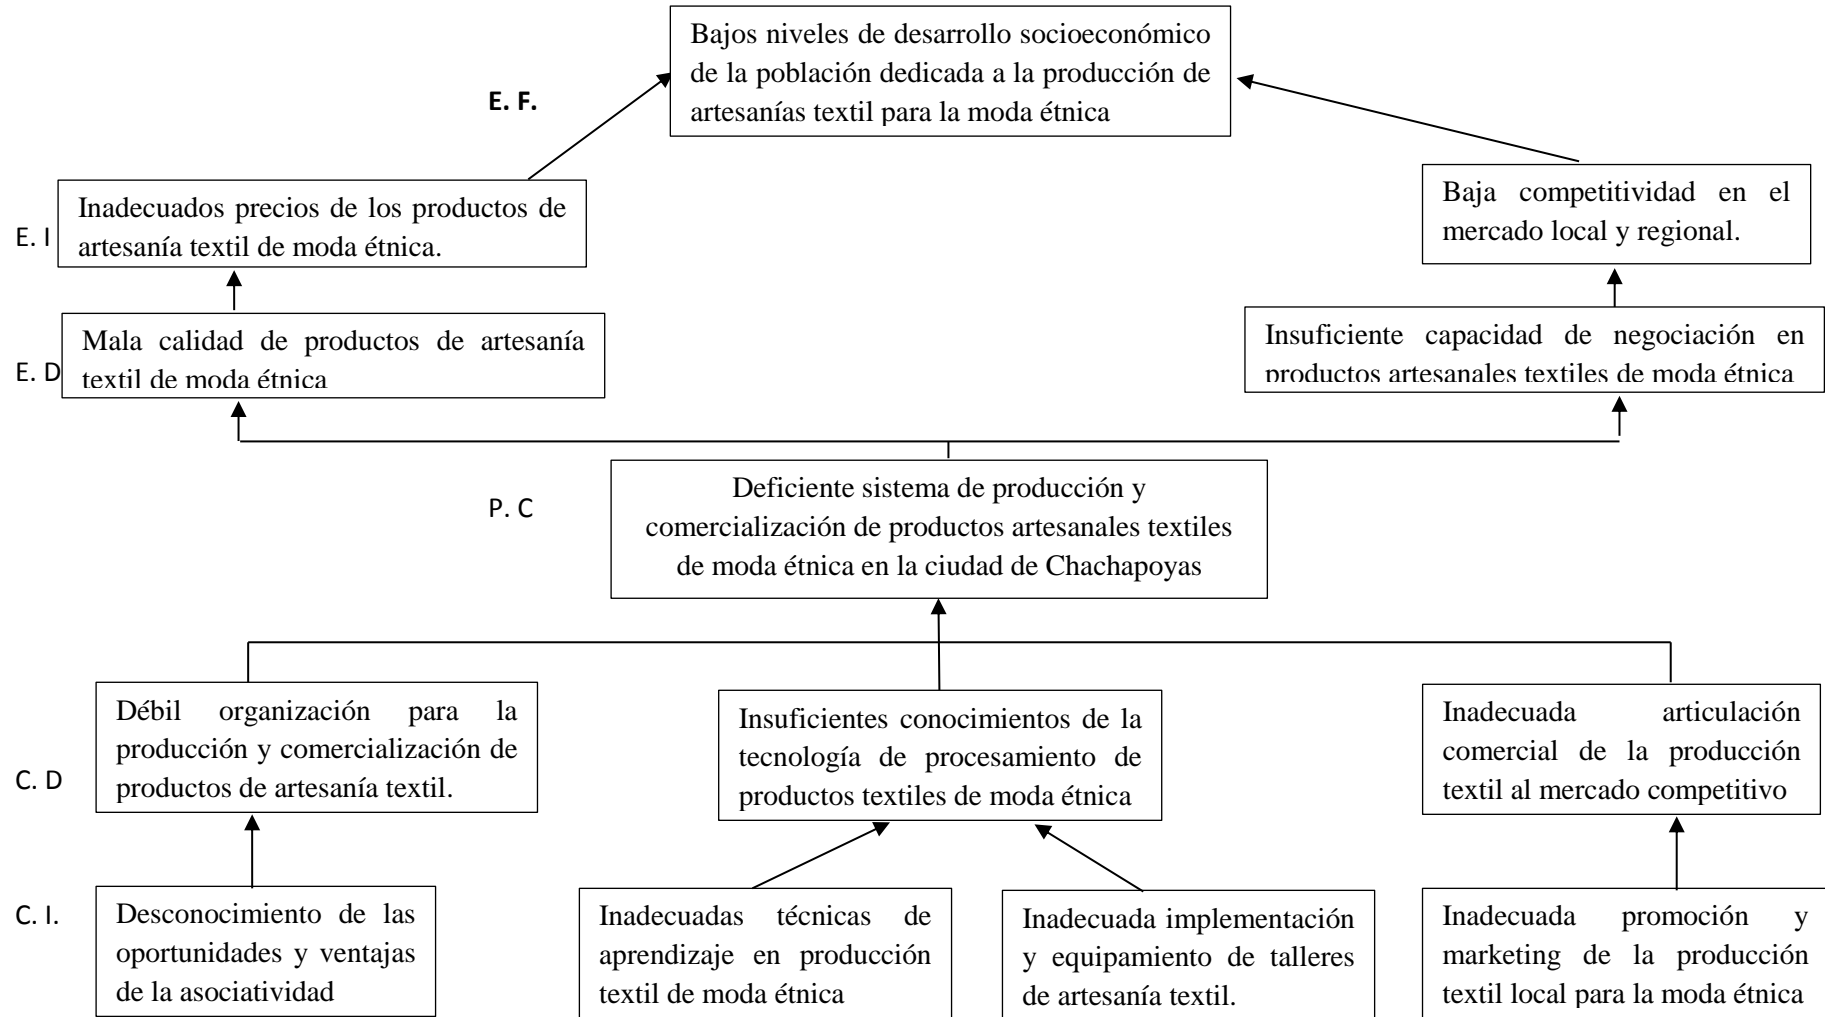 Bajos niveles de desarrollo socioeconómico
de la población dedicada a la producción de
artesanías textil para la moda étnica
E. F.
Inadecuados precios de los productos de
artesanía textil de moda étnica.
E. I
Baja competitividad en el
mercado local y regional.
Mala calidad de productos de artesanía
textil de moda étnica
E. D
Insuficiente capacidad de negociación en
productos artesanales textiles de moda étnica
P. C
Deficiente sistema de producción y
comercialización de productos artesanales textiles
de moda étnica en la ciudad de Chachapoyas
C. D
Débil organización para la
producción y comercialización de
productos de artesanía textil.
Insuficientes conocimientos de la
tecnología de procesamiento de
productos textiles de moda étnica
Inadecuada articulación
comercial de la producción
textil al mercado competitivo
C. I.
Desconocimiento de las
oportunidades y ventajas
de la asociatividad
Inadecuadas técnicas de
aprendizaje en producción
textil de moda étnica
Inadecuada implementación
y equipamiento de talleres
de artesanía textil.
Inadecuada promoción y
marketing de la producción
textil local para la moda étnica